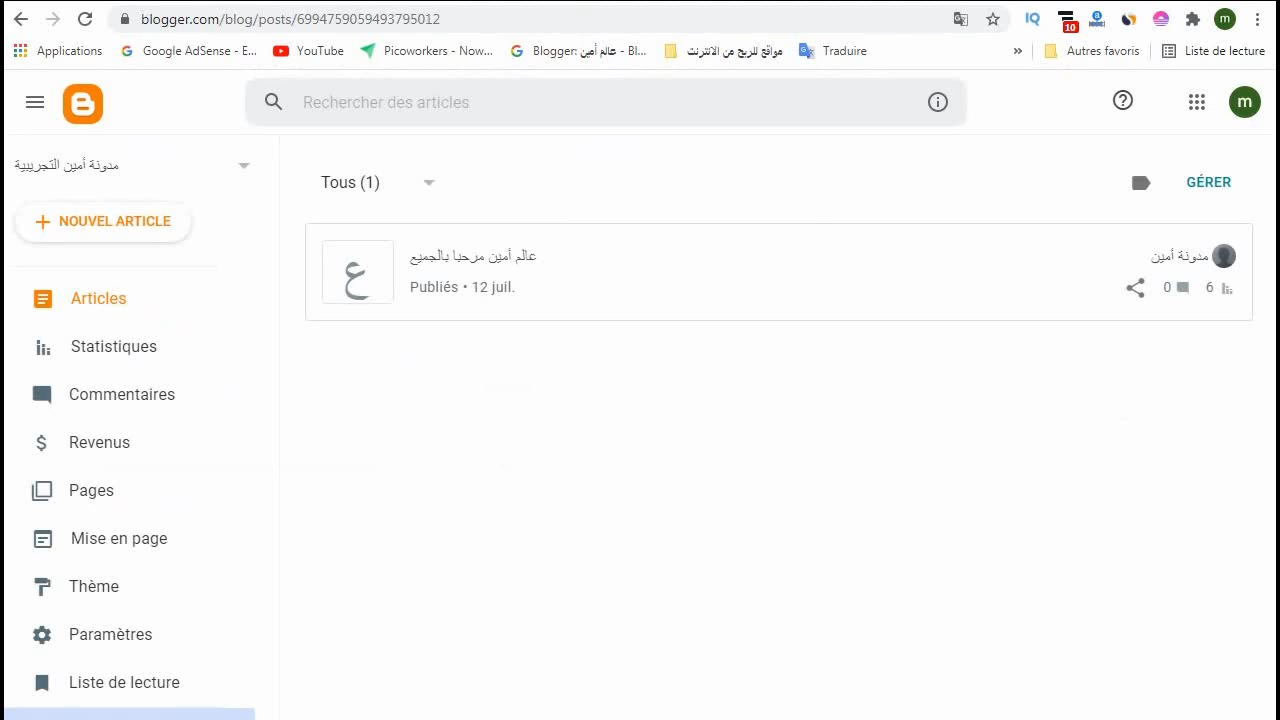 blogger.com/blog/posts/6994759059493795012
IQ
10
a
m
Applications
Google AdSense - E...
YouTube
Picoworkers - Now...
Blogger: عالم أمين - Bl...
مواقع للربح من الانترنت
Traduire
»
Autres favoris
Liste de lecture
Rechercher des articles
m
مدونة أمين التجريبية
Tous (1)
GÉRER
+ NOUVEL ARTICLE
ع
عالم أمين مرحبا بالجميع
مدونة أمين
Publiés • 12 juil.
0
6
Articles
Statistiques
Commentaires
Revenus
Pages
Mise en page
Thème
Paramètres
Liste de lecture